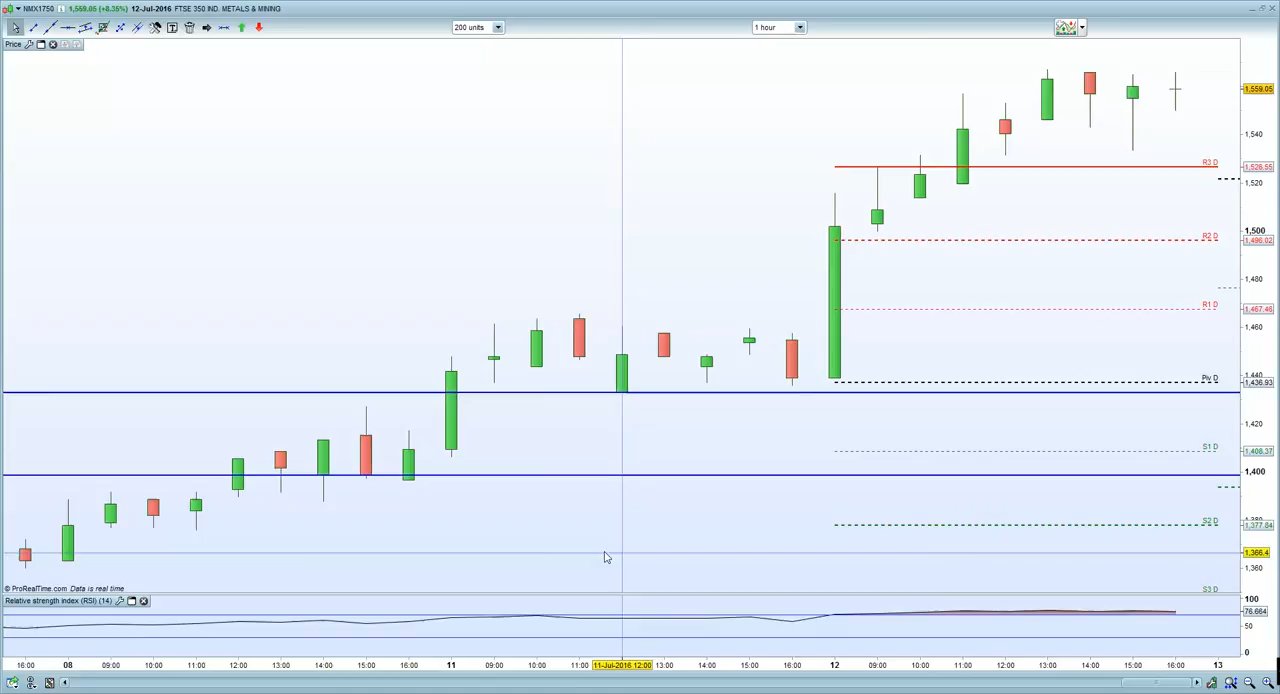 NMX1750 1,559.05 (+8.35%) 12-Jul-2016 FTSE 350 IND. METALS & MINING
200 units 1 hour
Price
1,559.05
1,540
R3 D 1,526.55
1,520
1,500
R2 D 1,496.02
1,480
R1 D 1,467.48
1,460
1,440
Piv D 1,436.93
1,420
S1 D 1,408.37
1,400
S2 D 1,377.84
1,366.4
1,360
© ProRealTime.com Data is real time
S3 D
Relative strength index (RSI) (14)
100
76.664
50
0
16:00 08 09:00 10:00 11:00 12:00 13:00 14:00 15:00 16:00 11 09:00 10:00 11:00 11-Jul-2016 12:00 13:00 14:00 15:00 16:00 12 09:00 10:00 11:00 12:00 13:00 14:00 15:00 16:00 13